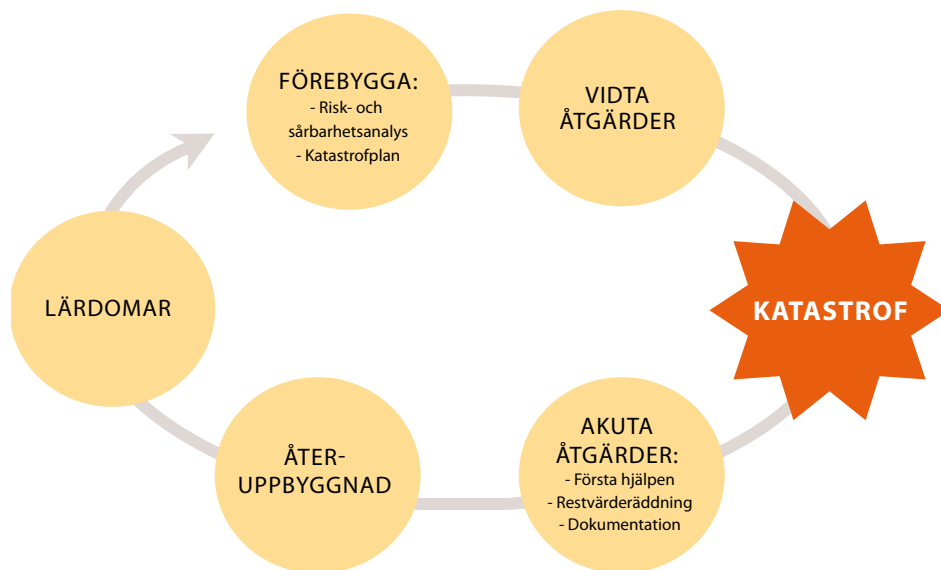 FÖREBYGGA:
- Risk- och
sårbarhetsanalys
- Katastrofplan
VIDTA
ÅTGÄRDER
KATASTROF
AKUTA
ÅTGÄRDER:
- Första hjälpen
- Restvärderäddning
- Dokumentation
ÅTER-
UPPBYGGNAD
LÄRDOMAR